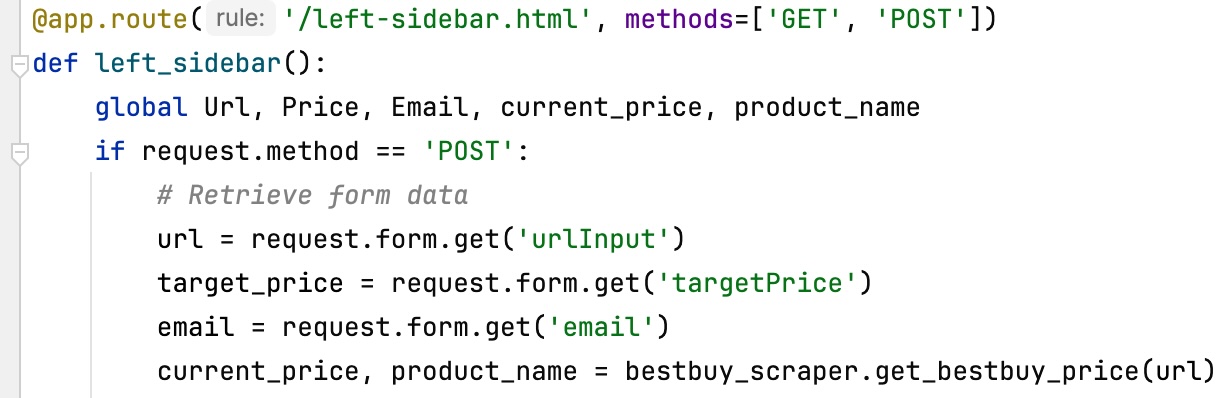 @app.route( rule: '/left-sidebar.html', methods=['GET', 'POST'])
def left_sidebar():
    global Url, Price, Email, current_price, product_name
    if request.method == 'POST':
        # Retrieve form data
        url = request.form.get('urlInput')
        target_price = request.form.get('targetPrice')
        email = request.form.get('email')
        current_price, product_name = bestbuy_scraper.get_bestbuy_price(url)